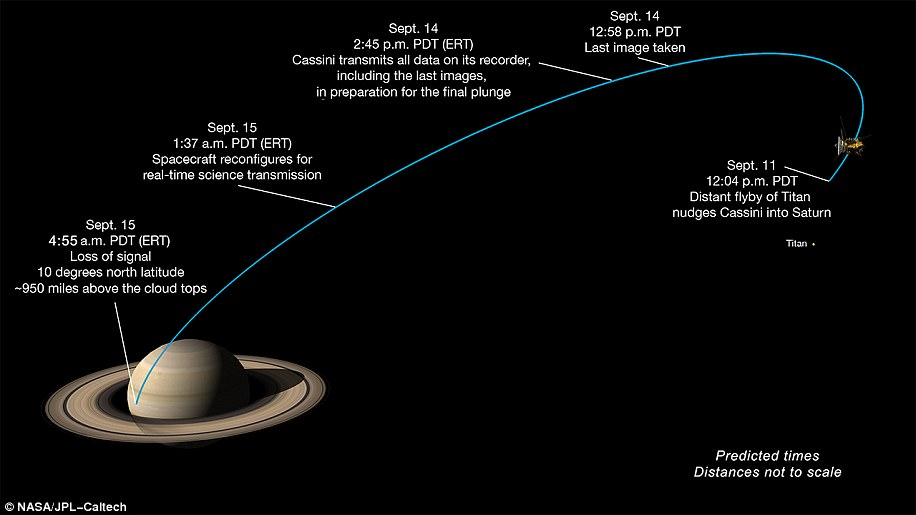 Sept. 14
12:58 p.m. PDT
Last image taken
Sept. 14
2:45 p.m. PDT (ERT)
Cassini transmits all data on its recorder,
including the last images,
in preparation for the final plunge
Sept. 15
1:37 a.m. PDT (ERT)
Spacecraft reconfigures for
real-time science transmission
Sept. 11
12:04 p.m. PDT
Distant flyby of Titan
nudges Cassini into Saturn
Titan
Sept. 15
4:55 a.m. PDT (ERT)
Loss of signal
10 degrees north latitude
~950 miles above the cloud tops
Predicted times
Distances not to scale
© NASA/JPL–Caltech